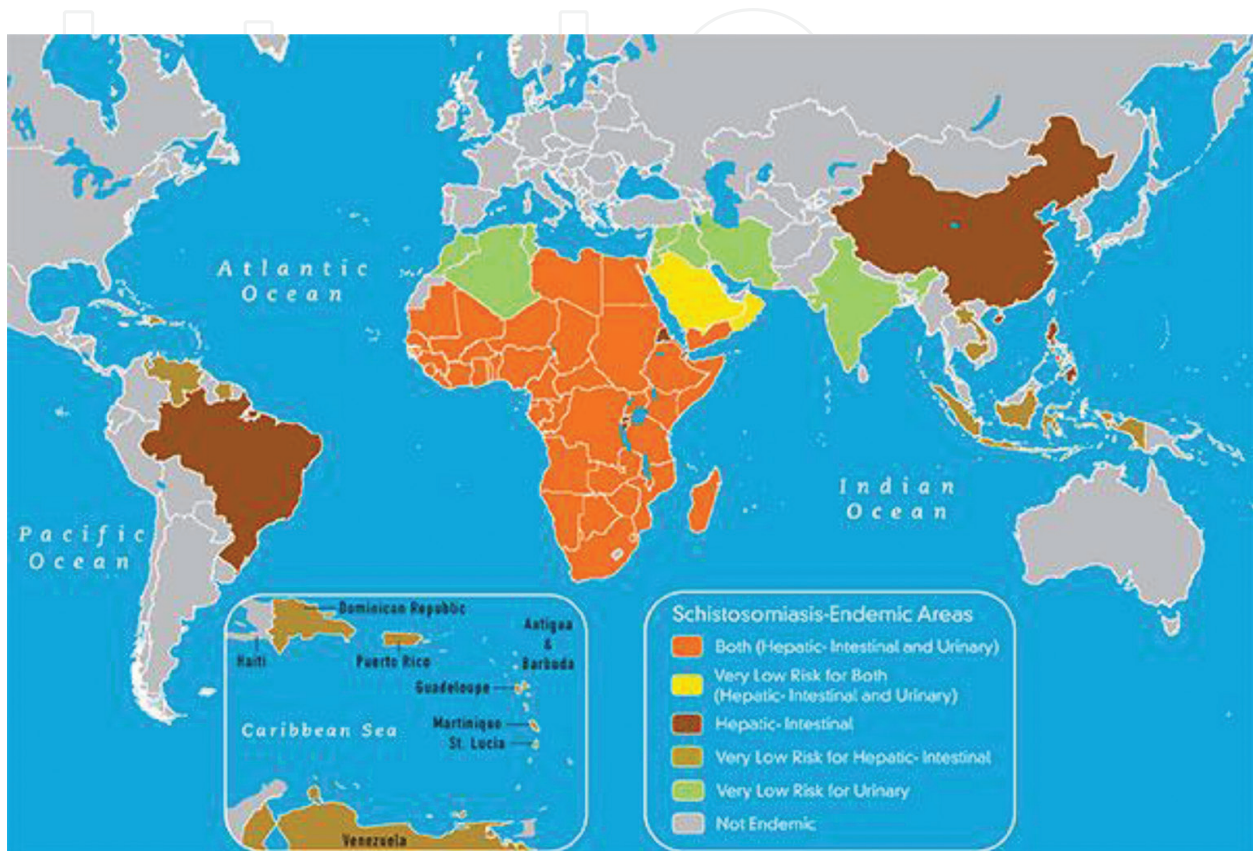 Atlantic
Ocean
Pacific
Ocean
Indian
Ocean
Dominican Republic
Haiti
Puerto Rico
Antigua
&
Barbuda
Guadeloupe
Caribbean Sea
Martinique
St. Lucia
Venezuela
Schistosomiasis-Endemic Areas
Both (Hepatic- Intestinal and Urinary)
Very Low Risk for Both
(Hepatic- Intestinal and Urinary)
Hepatic- Intestinal
Very Low Risk for Hepatic- Intestinal
Very Low Risk for Urinary
Not Endemic